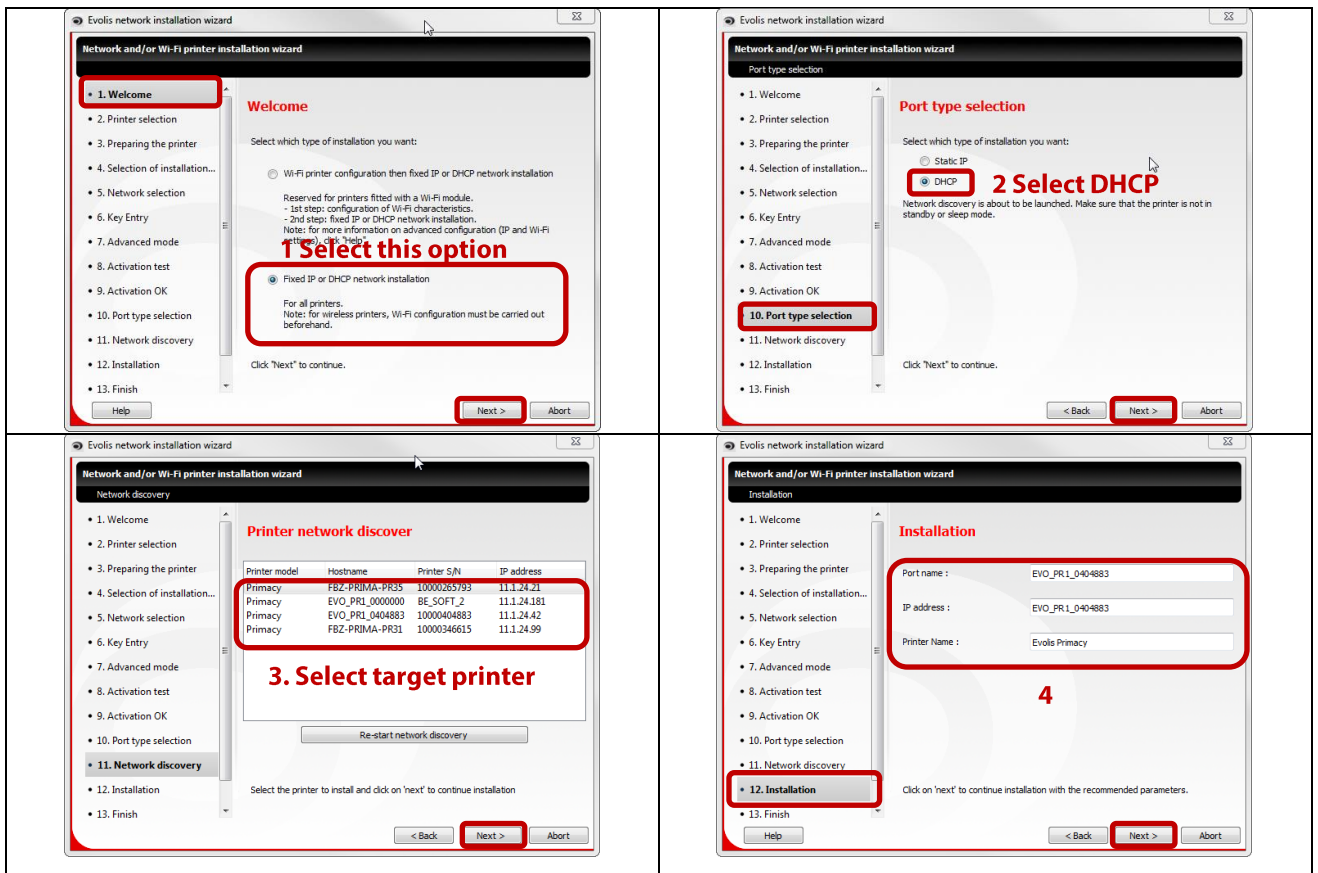 Evolis network installation wizard
Network and/or Wi-Fi printer installation wizard
• 1. Welcome
• 2. Printer selection
• 3. Preparing the printer
• 4. Selection of installation...
• 5. Network selection
• 6. Key Entry
• 7. Advanced mode
• 8. Activation test
• 9. Activation OK
• 10. Port type selection
• 11. Network discovery
• 12. Installation
• 13. Finish
Welcome
Select which type of installation you want:
Wi-Fi printer configuration then fixed IP or DHCP network installation
Reserved for printers fitted with a Wi-Fi module.
- 1st step: configuration of Wi-Fi characteristics.
- 2nd step: fixed IP or DHCP network installation.
Note: for more information on advanced configuration (IP and Wi-Fi
settings), click "Help".
1 Select this option
Fixed IP or DHCP network installation
For all printers.
Note: for wireless printers, Wi-Fi configuration must be carried out
beforehand.
Click "Next" to continue.
Help
Next >
Abort
Evolis network installation wizard
Network and/or Wi-Fi printer installation wizard
Port type selection
• 1. Welcome
• 2. Printer selection
• 3. Preparing the printer
• 4. Selection of installation...
• 5. Network selection
• 6. Key Entry
• 7. Advanced mode
• 8. Activation test
• 9. Activation OK
10. Port type selection
• 11. Network discovery
• 12. Installation
• 13. Finish
Port type selection
Select which type of installation you want:
Static IP
DHCP
2 Select DHCP
Network discovery is about to be launched. Make sure that the printer is not in
standby or sleep mode.
Click "Next" to continue.
< Back
Next >
Abort
Evolis network installation wizard
Network and/or Wi-Fi printer installation wizard
Network discovery
• 1. Welcome
• 2. Printer selection
• 3. Preparing the printer
• 4. Selection of installation...
• 5. Network selection
• 6. Key Entry
• 7. Advanced mode
• 8. Activation test
• 9. Activation OK
• 10. Port type selection
• 11. Network discovery
• 12. Installation
• 13. Finish
Printer network discover
Printer model Hostname Printer S/N IP address
Primacy FBZ-PRIMA-PR35 10000265793 11.1.24.21
Primacy EVO_PR1_0000000 BE_SOFT_2 11.1.24.181
Primacy EVO_PR1_0404883 10000404883 11.1.24.42
Primacy FBZ-PRIMA-PR31 10000346615 11.1.24.99
3. Select target printer
Re-start network discovery
Select the printer to install and click on 'next' to continue installation
< Back
Next >
Abort
Evolis network installation wizard
Network and/or Wi-Fi printer installation wizard
Installation
• 1. Welcome
• 2. Printer selection
• 3. Preparing the printer
• 4. Selection of installation...
• 5. Network selection
• 6. Key Entry
• 7. Advanced mode
• 8. Activation test
• 9. Activation OK
• 10. Port type selection
• 11. Network discovery
• 12. Installation
• 13. Finish
Installation
Port name : EVO_PR1_0404883
IP address : EVO_PR1_0404883
Printer Name : Evolis Primacy
4
Click on 'next' to continue installation with the recommended parameters.
Help
< Back
Next >
Abort